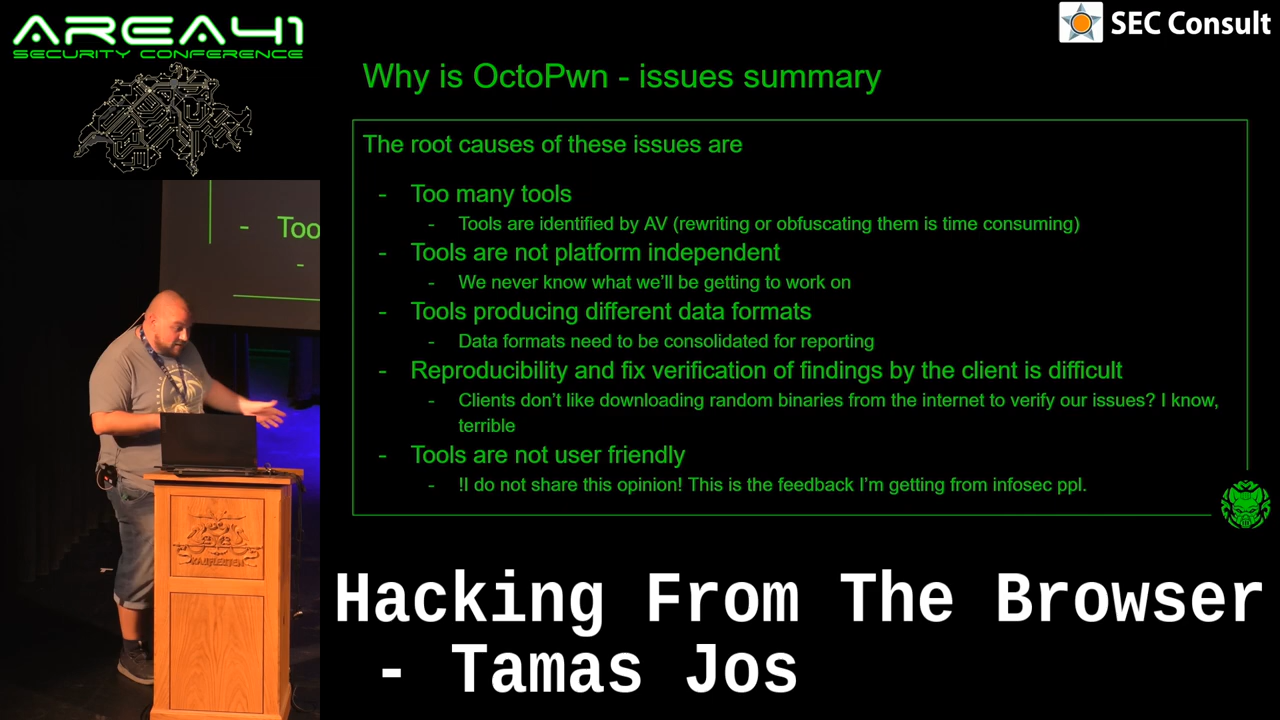 AREA41
SECURITY CONFERENCE
SEC Consult
Why is OctoPwn - issues summary
The root causes of these issues are
- Too many tools
- Tools are identified by AV (rewriting or obfuscating them is time consuming)
- Tools are not platform independent
- We never know what we'll be getting to work on
- Tools producing different data formats
- Data formats need to be consolidated for reporting
- Reproducibility and fix verification of findings by the client is difficult
- Clients don't like downloading random binaries from the internet to verify our issues? I know,
terrible
- Tools are not user friendly
- !I do not share this opinion! This is the feedback I'm getting from infosec ppl.
- Too
-
Hacking From The Browser
- Tamas Jos